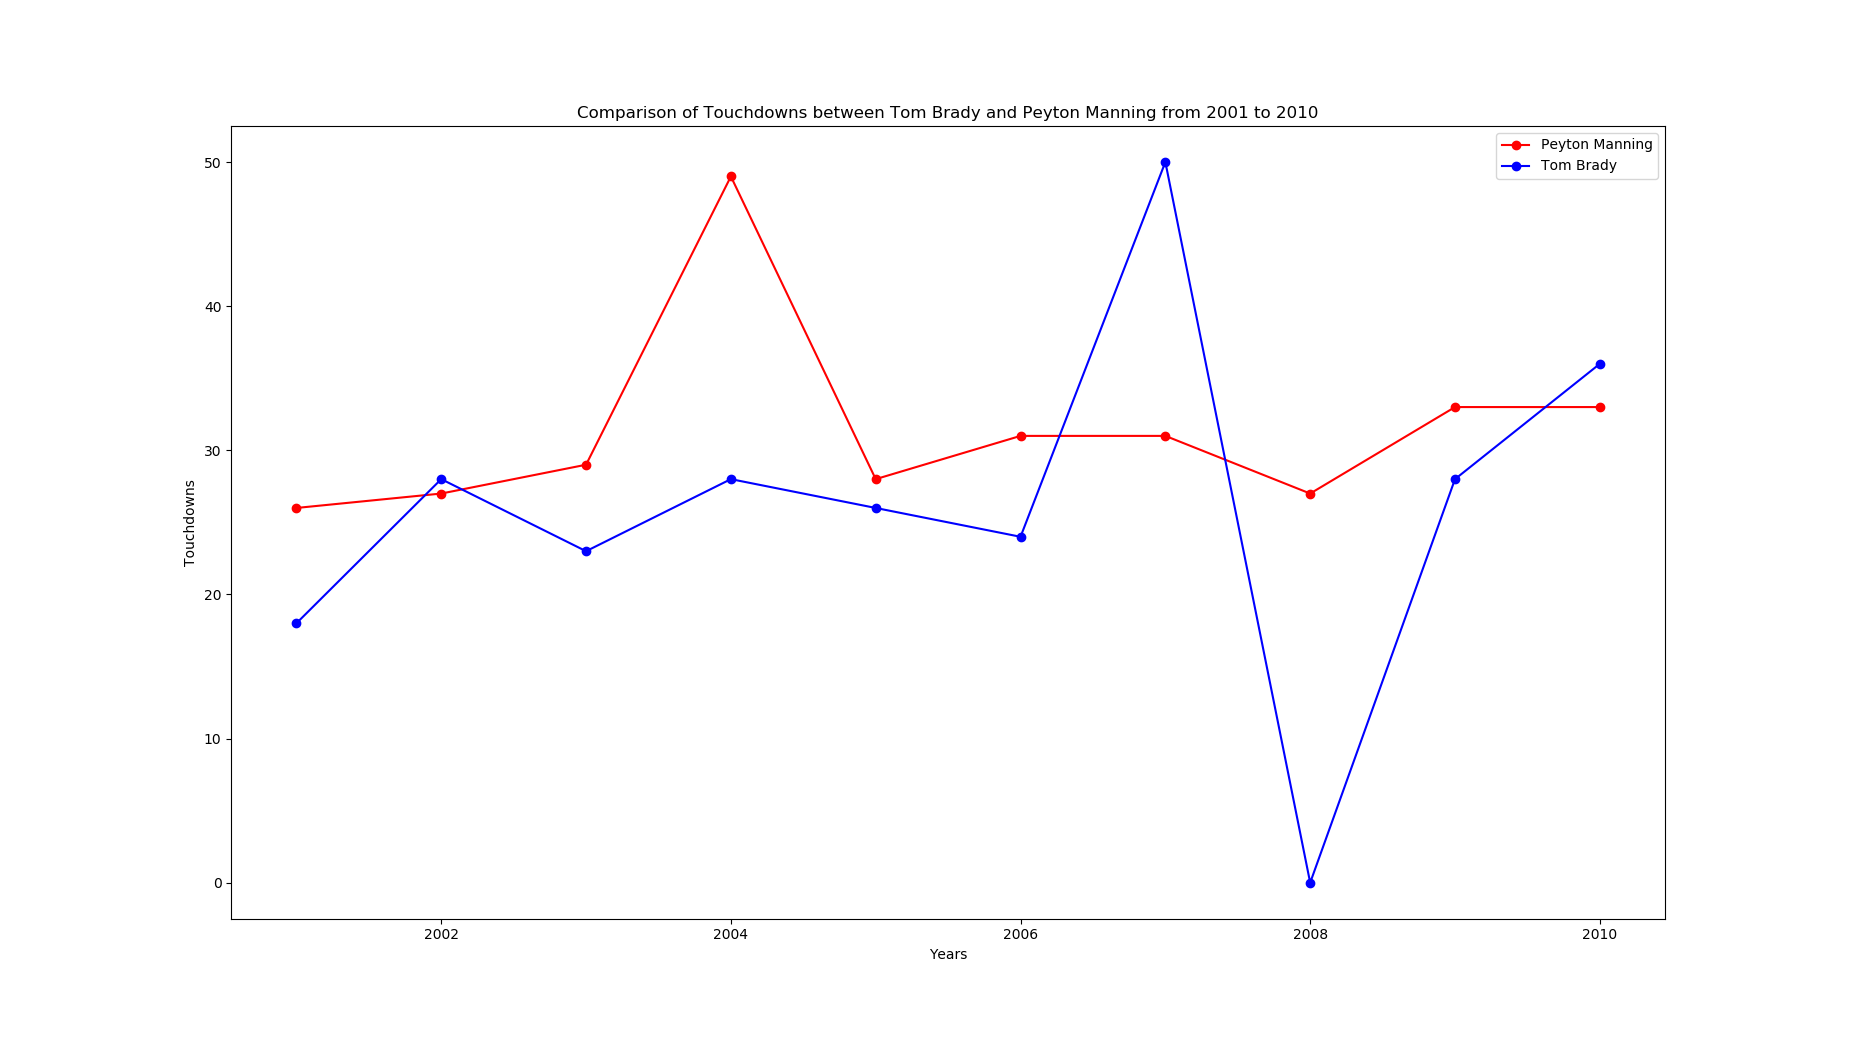 Comparison of Touchdowns between Tom Brady and Peyton Manning from 2001 to 2010
Peyton Manning
Tom Brady
50
40
30
20
10
0
Touchdowns
2002 2004 2006 2008 2010
Years